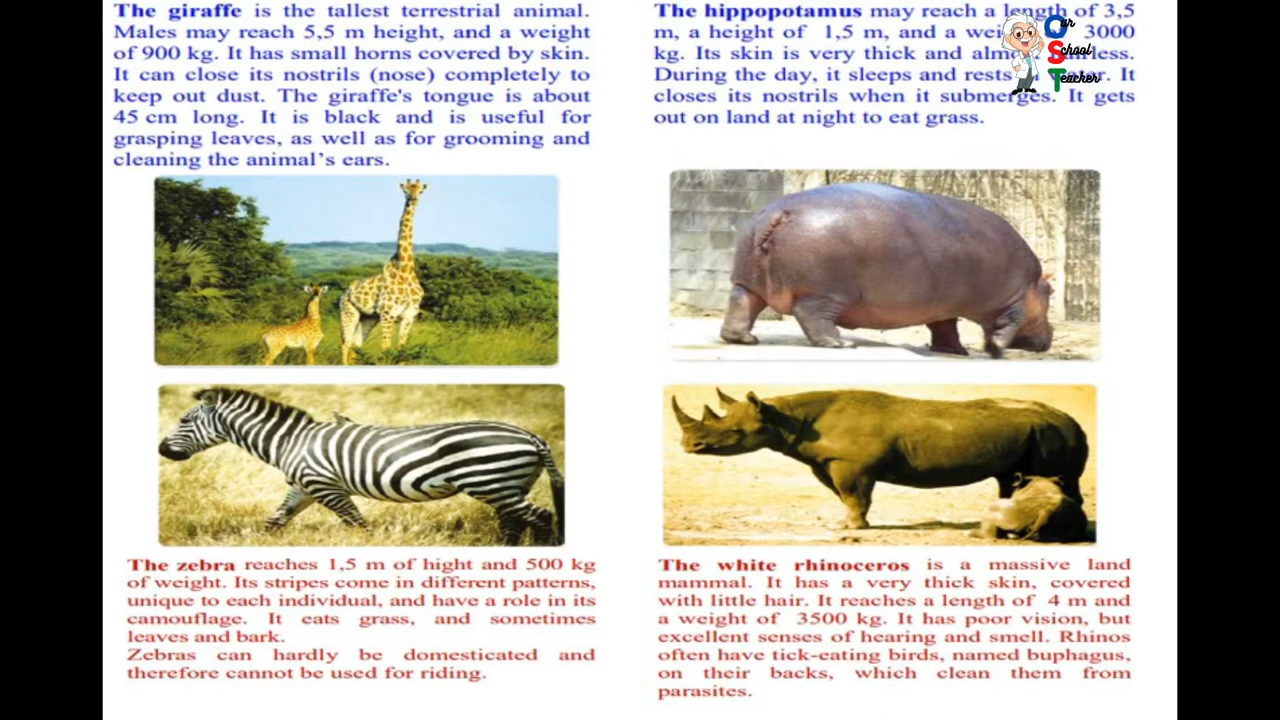 The giraffe is the tallest terrestrial animal.
Males may reach 5,5 m height, and a weight
of 900 kg. It has small horns covered by skin.
It can close its nostrils (nose) completely to
keep out dust. The giraffe's tongue is about
45 cm long. It is black and is useful for
grasping leaves, as well as for grooming and
cleaning the animal's ears.
The hippopotamus may reach a length of 3,5
m, a height of 1,5 m, and a 3000
kg. Its skin is very thick and
During the day, it sleeps and rests It
closes its nostrils when it submerges. It gets
out on land at night to eat grass.
Our
School
Teacher
The zebra reaches 1,5 m of hight and 500 kg
of weight. Its stripes come in different patterns,
unique to each individual, and have a role in its
camouflage. It eats grass, and sometimes
leaves and bark.
Zebras can hardly be domesticated and
therefore cannot be used for riding.
The white rhinoceros is a massive land
mammal. It has a very thick skin, covered
with little hair. It reaches a length of 4 m and
a weight of 3500 kg. It has poor vision, but
excellent senses of hearing and smell. Rhinos
often have tick-eating birds, named buphagus,
on their backs, which clean them from
parasites.